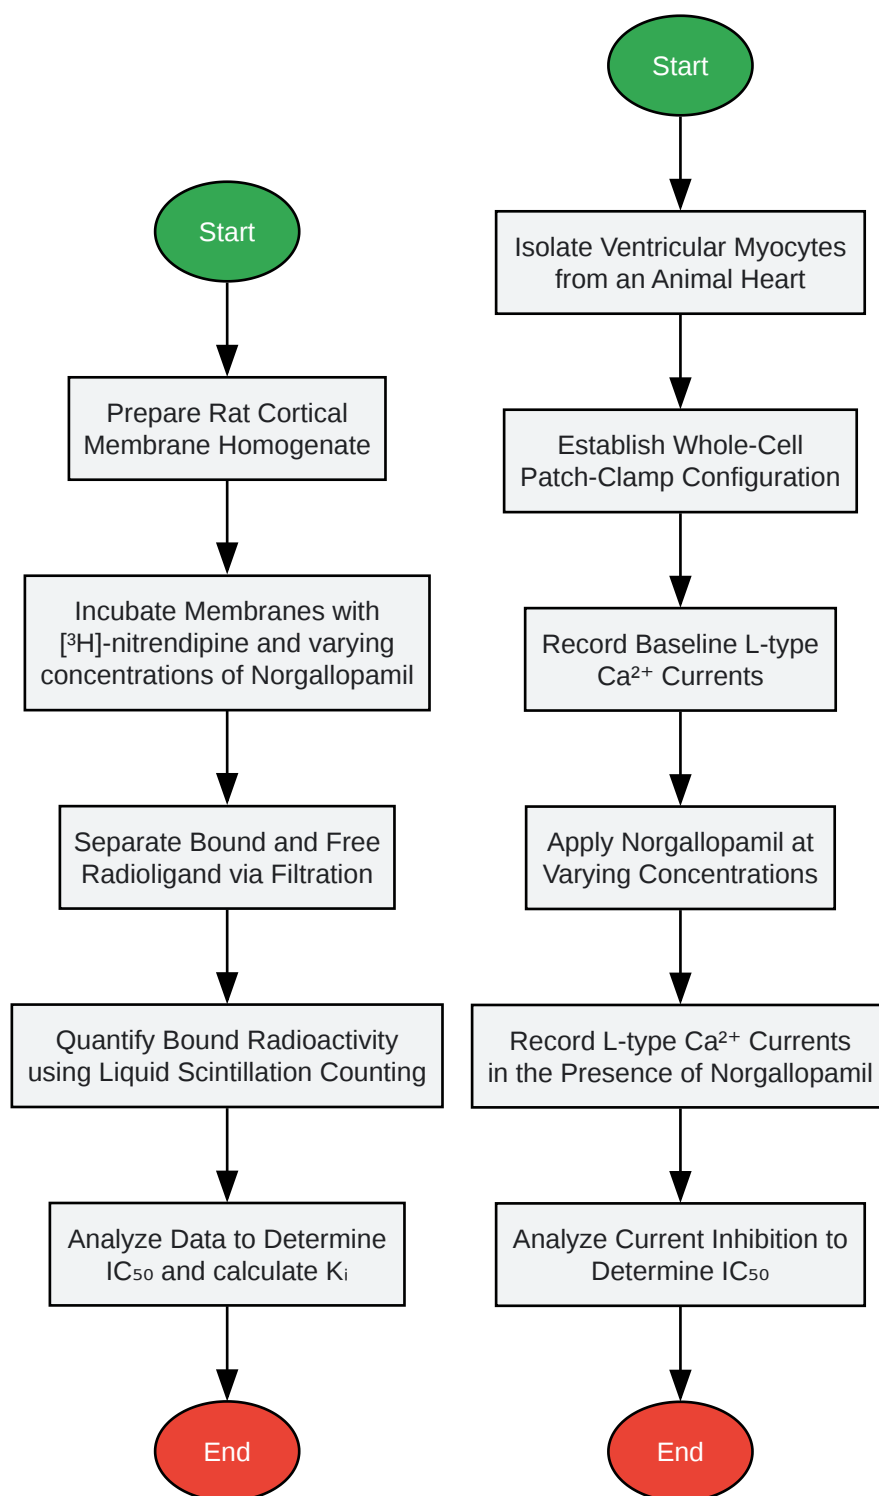 Start
Prepare Rat Cortical
Membrane Homogenate
Incubate Membranes with
[³H]-nitrendipine and varying
concentrations of Norgallopamil
Separate Bound and Free
Radioligand via Filtration
Quantify Bound Radioactivity
using Liquid Scintillation Counting
Analyze Data to Determine
IC₅₀ and calculate Kᵢ
End
Start
Isolate Ventricular Myocytes
from an Animal Heart
Establish Whole-Cell
Patch-Clamp Configuration
Record Baseline L-type
Ca²⁺ Currents
Apply Norgallopamil at
Varying Concentrations
Record L-type Ca²⁺ Currents
in the Presence of Norgallopamil
Analyze Current Inhibition to
Determine IC₅₀
End